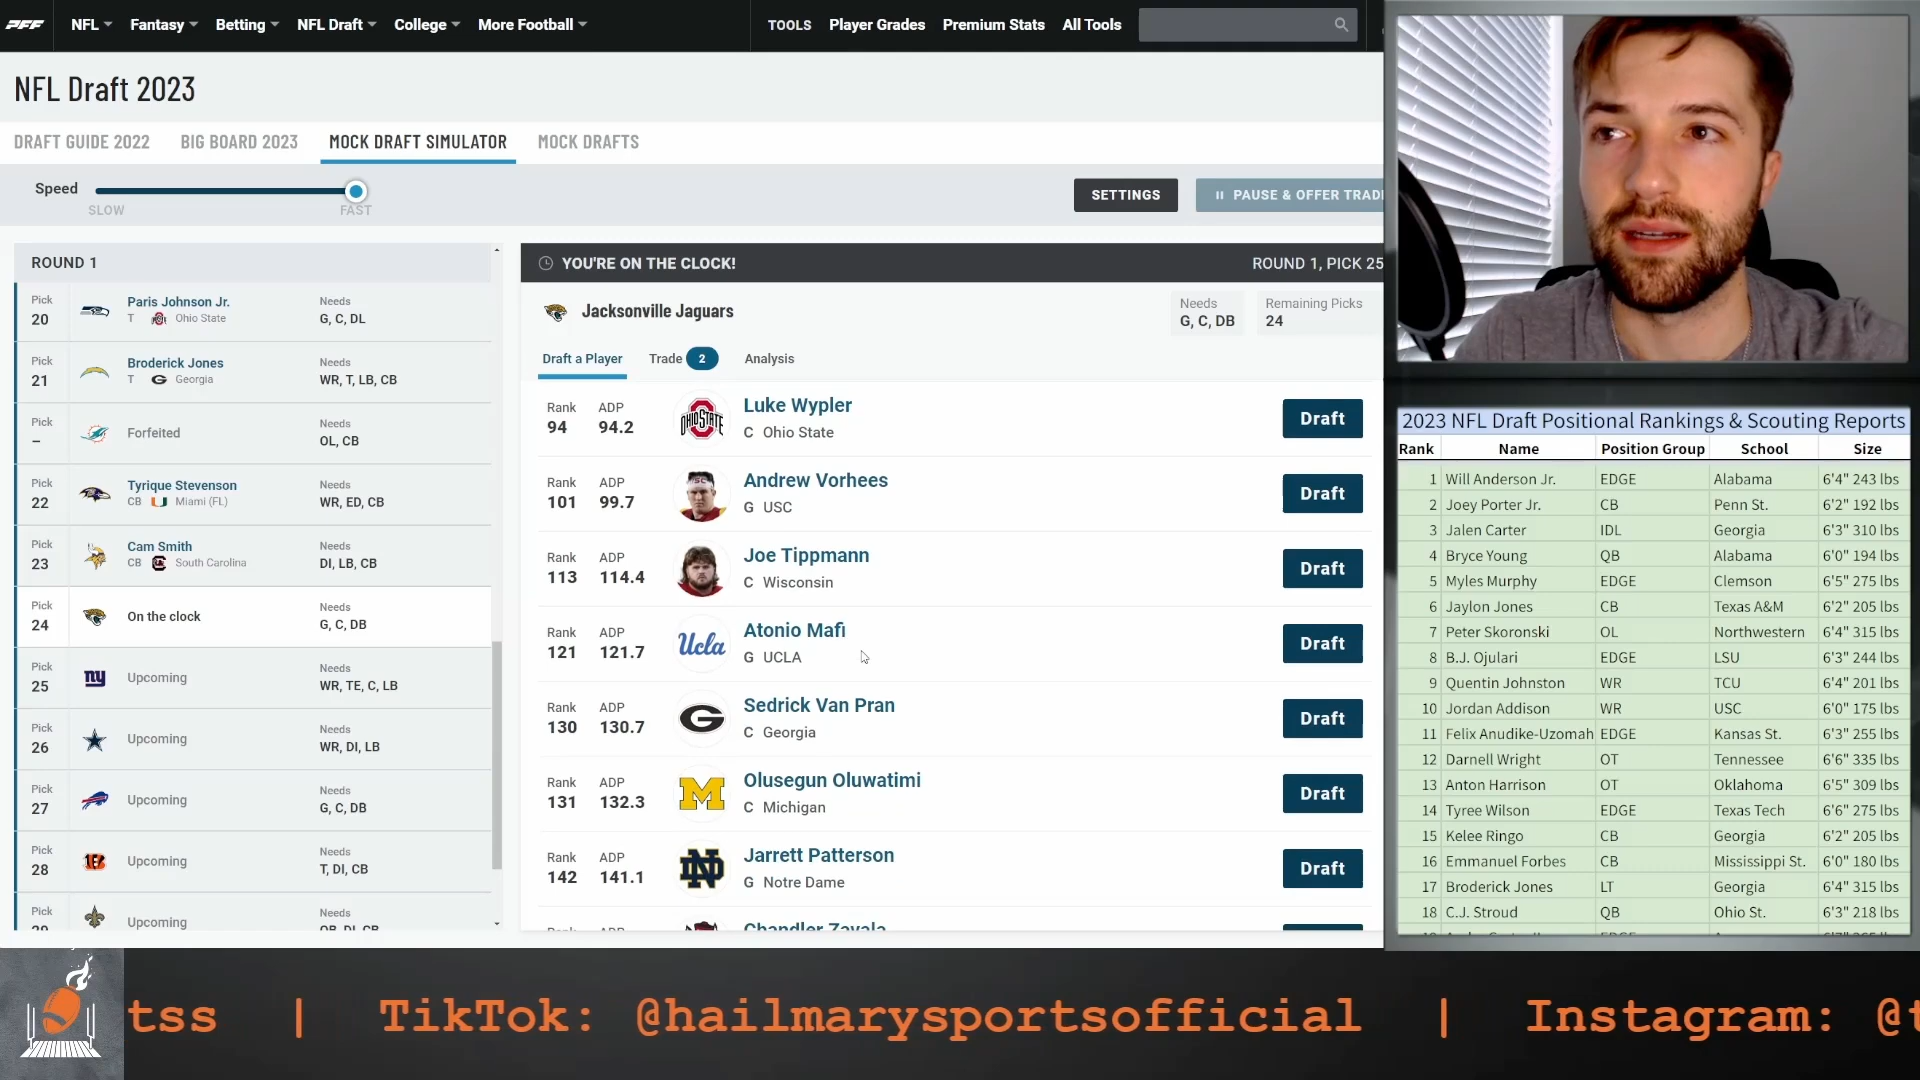 PFF NFL Fantasy Betting NFL Draft College More Football TOOLS Player Grades Premium Stats All Tools
NFL Draft 2023
DRAFT GUIDE 2022 BIG BOARD 2023 MOCK DRAFT SIMULATOR MOCK DRAFTS
Speed
SLOW FAST
SETTINGS PAUSE & OFFER TRAD
ROUND 1
Pick 20 Paris Johnson Jr. Needs
T Ohio State G, C, DL
Pick 21 Broderick Jones Needs
T Georgia WR, T, LB, CB
Pick – Forfeited Needs
OL, CB
Pick 22 Tyrique Stevenson Needs
CB Miami (FL) WR, ED, CB
Pick 23 Cam Smith Needs
CB South Carolina DI, LB, CB
Pick 24 On the clock Needs
G, C, DB
Pick 25 Upcoming Needs
WR, TE, C, LB
Pick 26 Upcoming Needs
WR, DI, LB
Pick 27 Upcoming Needs
G, C, DB
Pick 28 Upcoming Needs
T, DI, CB
Pick Upcoming Needs
YOU'RE ON THE CLOCK! ROUND 1, PICK 25
Jacksonville Jaguars Needs Remaining Picks
G, C, DB 24
Draft a Player Trade 2 Analysis
Rank ADP Luke Wypler Draft
94 94.2 OHIO STATE C Ohio State
Rank ADP Andrew Vorhees Draft
101 99.7 G USC
Rank ADP Joe Tippmann Draft
113 114.4 C Wisconsin
Rank ADP Atonio Mafi Draft
121 121.7 Ucla G UCLA
Rank ADP Sedrick Van Pran Draft
130 130.7 G C Georgia
Rank ADP Olusegun Oluwatimi Draft
131 132.3 M C Michigan
Rank ADP Jarrett Patterson Draft
142 141.1 ND G Notre Dame
Chandler Zavala
2023 NFL Draft Positional Rankings & Scouting Reports
Rank Name Position Group School Size
1 Will Anderson Jr. EDGE Alabama 6'4" 243 lbs
2 Joey Porter Jr. CB Penn St. 6'2" 192 lbs
3 Jalen Carter IDL Georgia 6'3" 310 lbs
4 Bryce Young QB Alabama 6'0" 194 lbs
5 Myles Murphy EDGE Clemson 6'5" 275 lbs
6 Jaylon Jones CB Texas A&M 6'2" 205 lbs
7 Peter Skoronski OL Northwestern 6'4" 315 lbs
8 B.J. Ojulari EDGE LSU 6'3" 244 lbs
9 Quentin Johnston WR TCU 6'4" 201 lbs
10 Jordan Addison WR USC 6'0" 175 lbs
11 Felix Anudike-Uzomah EDGE Kansas St. 6'3" 255 lbs
12 Darnell Wright OT Tennessee 6'6" 335 lbs
13 Anton Harrison OT Oklahoma 6'5" 309 lbs
14 Tyree Wilson EDGE Texas Tech 6'6" 275 lbs
15 Kelee Ringo CB Georgia 6'2" 205 lbs
16 Emmanuel Forbes CB Mississippi St. 6'0" 180 lbs
17 Broderick Jones LT Georgia 6'4" 315 lbs
18 C.J. Stroud QB Ohio St. 6'3" 218 lbs
tss | TikTok: @hailmarysportsofficial | Instagram: @t